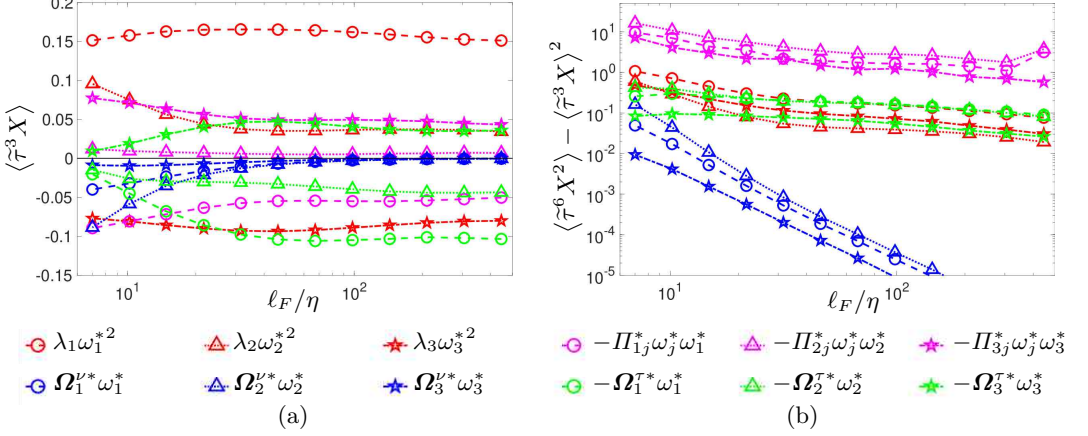 0.2
0.15
0.1
0.05
0
-0.05
-0.1
-0.15
⟨τ̃³X⟩
10¹
10²
ℓ_F/η
10¹
10⁰
10⁻¹
10⁻²
10⁻³
10⁻⁴
10⁻⁵
⟨τ̃⁶X²⟩ − ⟨τ̃³X⟩²
10¹
10²
ℓ_F/η
λ₁ω₁*²
λ₂ω₂*²
λ₃ω₃*²
−Π*₁ⱼω*ⱼω*₁
−Π*₂ⱼω*ⱼω*₂
−Π*₃ⱼω*ⱼω*₃
Ω₁^ν*ω₁*
Ω₂^ν*ω₂*
Ω₃^ν*ω₃*
−Ω₁^τ*ω₁*
−Ω₂^τ*ω₂*
−Ω₃^τ*ω₃*
(a)
(b)